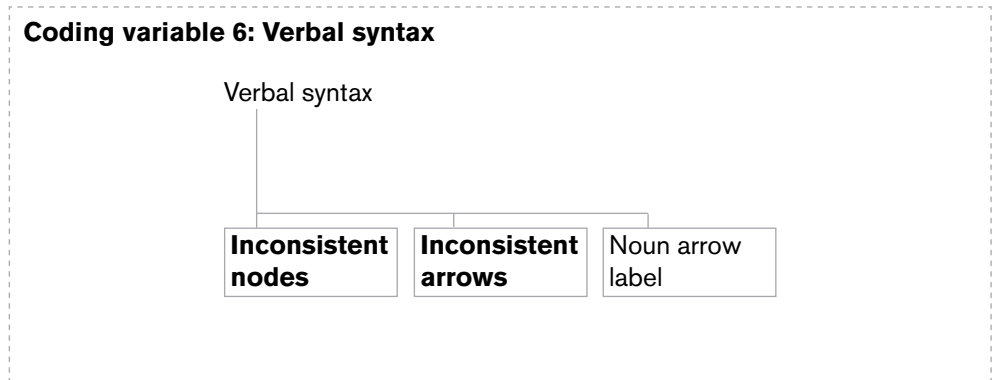 Coding variable 6: Verbal syntax
Verbal syntax
Inconsistent
nodes
Inconsistent
arrows
Noun arrow
label